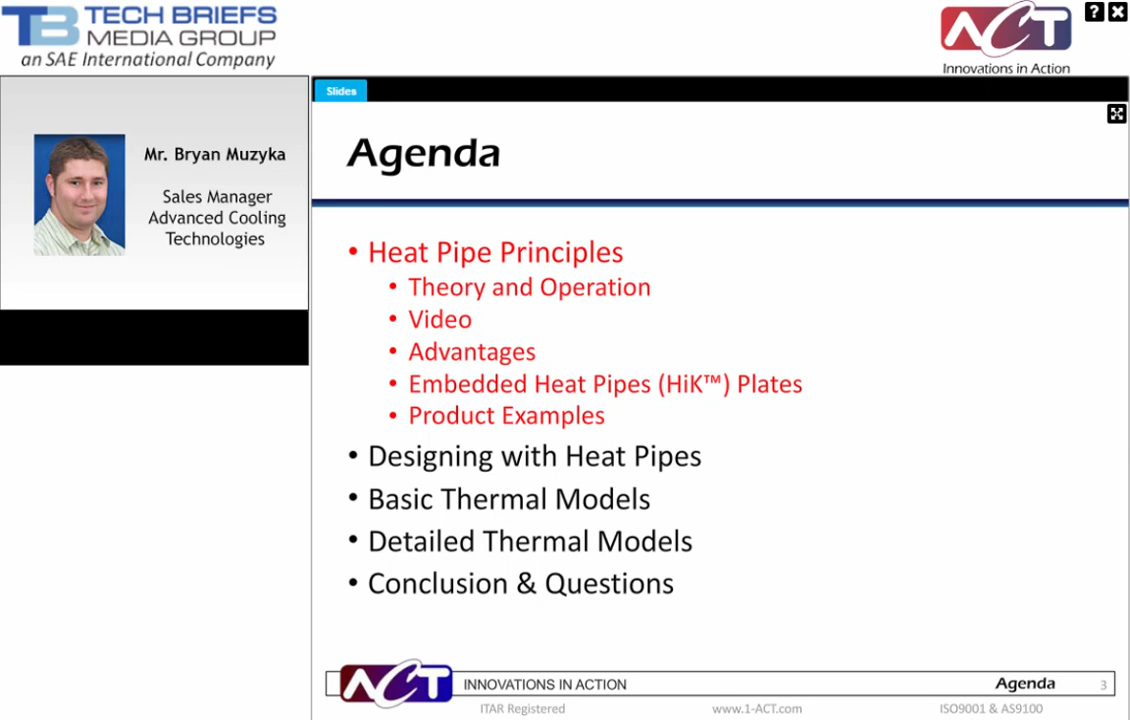 TB TECH BRIEFS
MEDIA GROUP
an SAE International Company
ACT
Innovations in Action
?
Mr. Bryan Muzyka
Sales Manager
Advanced Cooling
Technologies
Slides
Agenda
• Heat Pipe Principles
• Theory and Operation
• Video
• Advantages
• Embedded Heat Pipes (HiK™) Plates
• Product Examples
• Designing with Heat Pipes
• Basic Thermal Models
• Detailed Thermal Models
• Conclusion & Questions
ACT INNOVATIONS IN ACTION Agenda 3
ITAR Registered www.1-ACT.com ISO9001 & AS9100